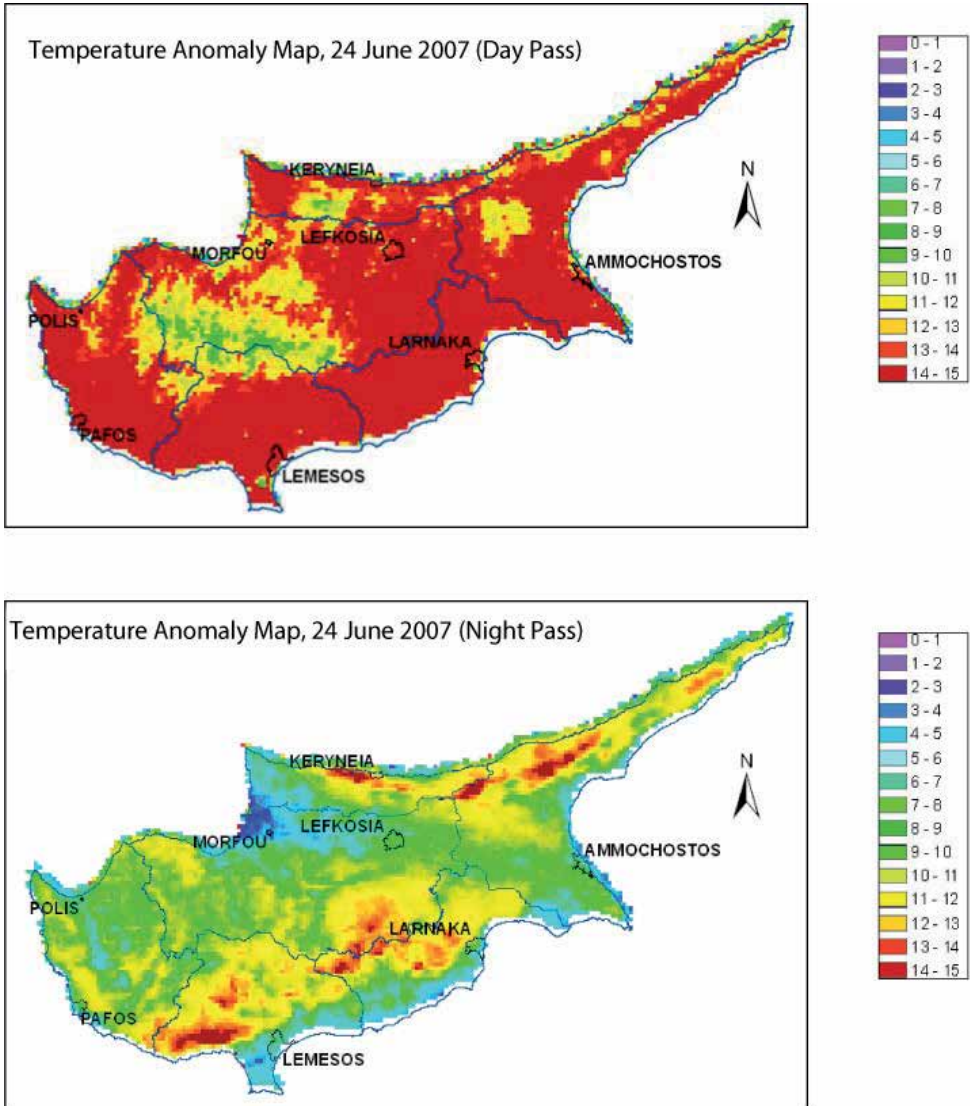 Temperature Anomaly Map, 24 June 2007 (Day Pass)
N
KERYNEIA
MORFOU
LEFKOSIA
AMMOCHOSTOS
POLIS
LARNAKA
PAFOS
LEMESOS
0 - 1
1 - 2
2 - 3
3 - 4
4 - 5
5 - 6
6 - 7
7 - 8
8 - 9
9 - 10
10 - 11
11 - 12
12 - 13
13 - 14
14 - 15
Temperature Anomaly Map, 24 June 2007 (Night Pass)
N
KERYNEIA
MORFOU
LEFKOSIA
AMMOCHOSTOS
POLIS
LARNAKA
PAFOS
LEMESOS
0 - 1
1 - 2
2 - 3
3 - 4
4 - 5
5 - 6
6 - 7
7 - 8
8 - 9
9 - 10
10 - 11
11 - 12
12 - 13
13 - 14
14 - 15